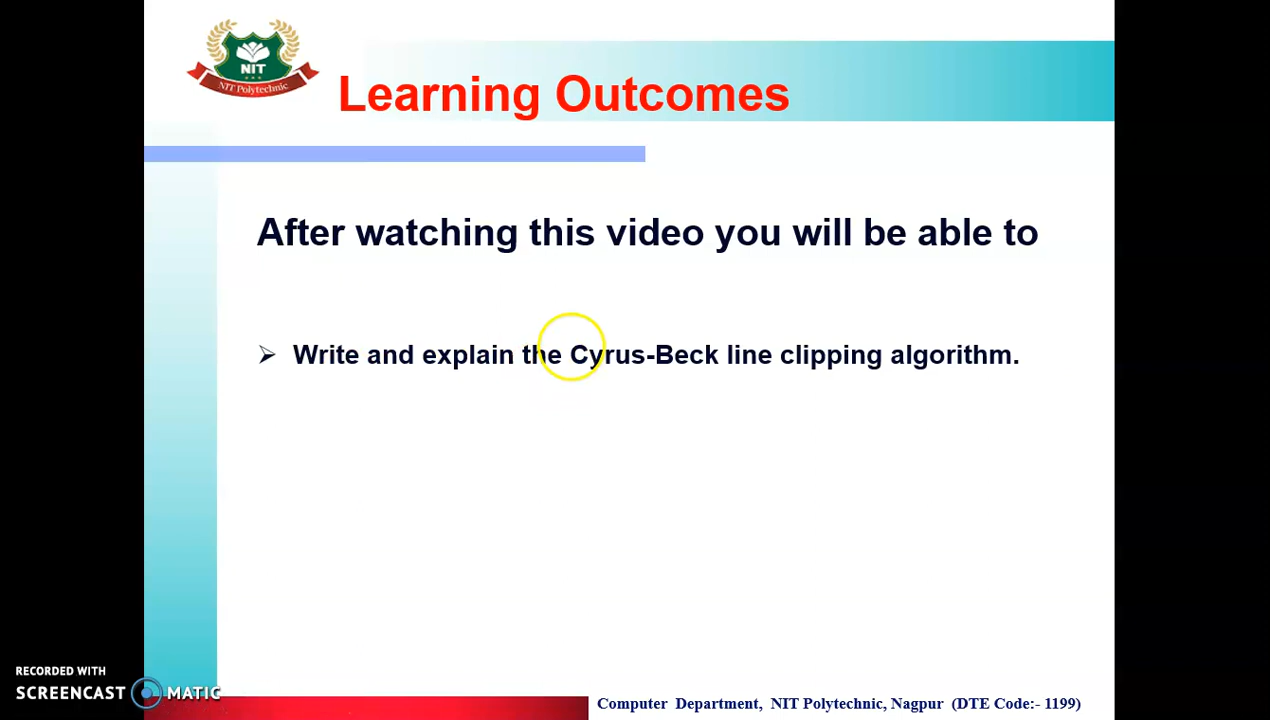 NIT
NIT Polytechnic
Learning Outcomes
After watching this video you will be able to
➢ Write and explain the Cyrus-Beck line clipping algorithm.
RECORDED WITH
SCREENCAST MATIC
Computer Department, NIT Polytechnic, Nagpur (DTE Code:- 1199)